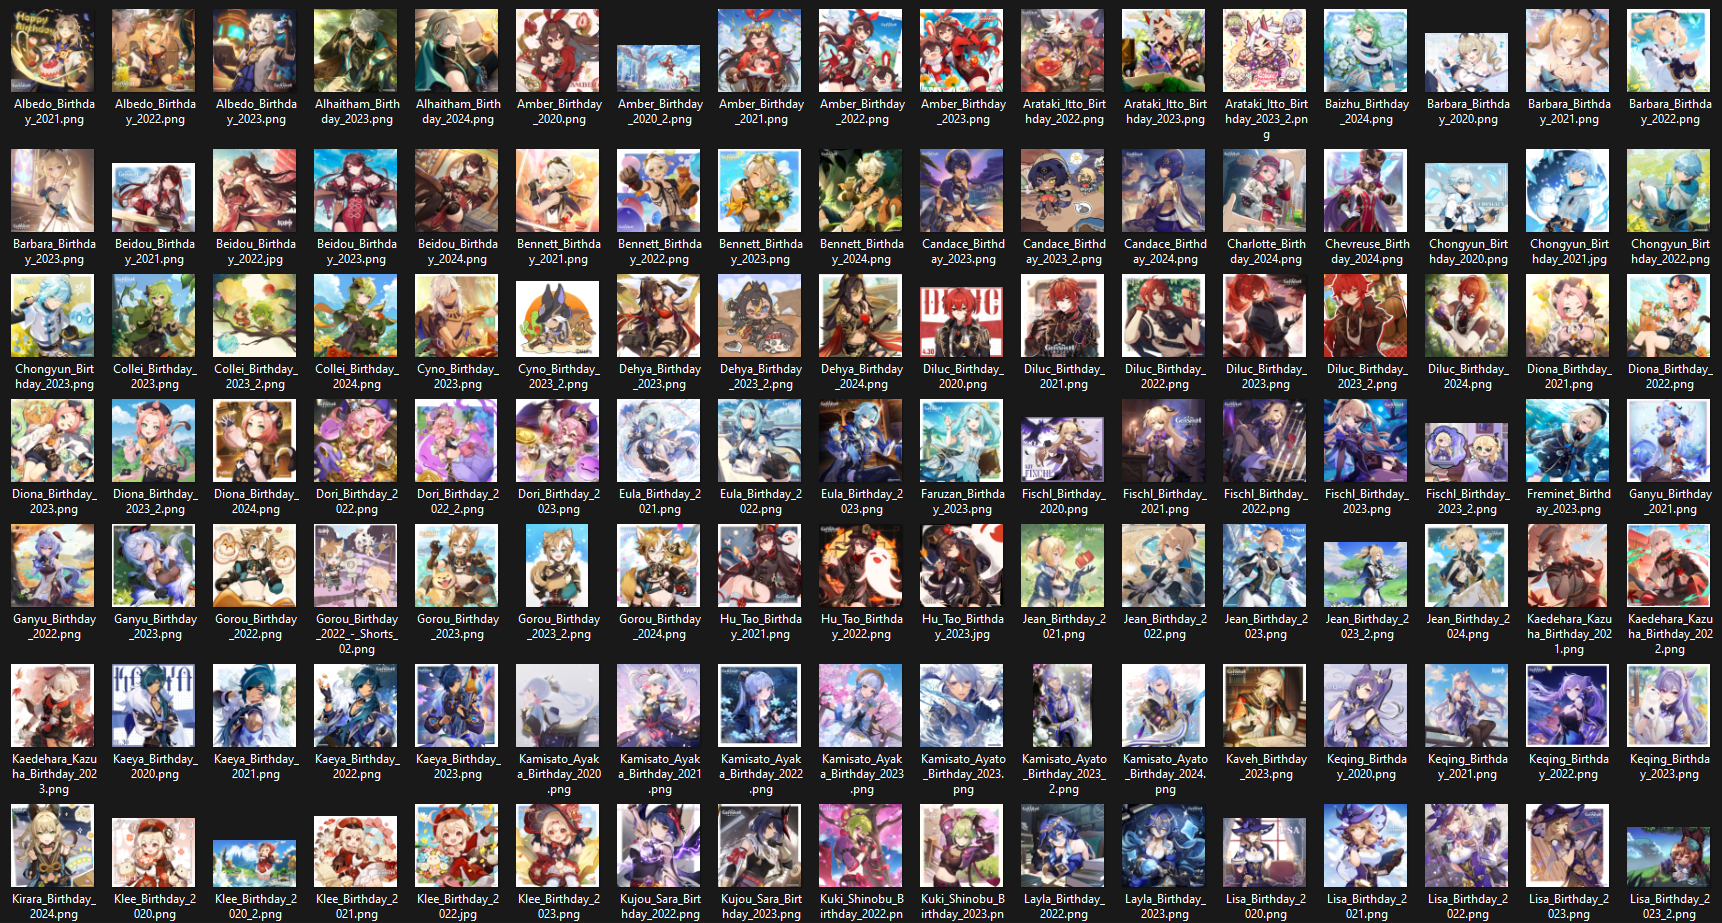 Albedo_Birthda
y_2021.png
Albedo_Birthda
y_2022.png
Albedo_Birthda
y_2023.png
Alhaitham_Birth
day_2023.png
Alhaitham_Birth
day_2024.png
Amber_Birthday
_2020.png
Amber_Birthday
_2020_2.png
Amber_Birthday
_2021.png
Amber_Birthday
_2022.png
Amber_Birthday
_2023.png
Arataki_Itto_Birt
hday_2022.png
Arataki_Itto_Birt
hday_2023.png
Arataki_Itto_Birt
hday_2023_2.pn
g
Baizhu_Birthday
_2024.png
Barbara_Birthda
y_2020.png
Barbara_Birthda
y_2021.png
Barbara_Birthda
y_2022.png
Barbara_Birthda
y_2023.png
Beidou_Birthda
y_2021.png
Beidou_Birthda
y_2022.jpg
Beidou_Birthda
y_2023.png
Beidou_Birthda
y_2024.png
Bennett_Birthda
y_2021.png
Bennett_Birthda
y_2022.png
Bennett_Birthda
y_2023.png
Bennett_Birthda
y_2024.png
Candace_Birthd
ay_2023.png
Candace_Birthd
ay_2023_2.png
Candace_Birthd
ay_2024.png
Charlotte_Birth
day_2024.png
Chevreuse_Birth
day_2024.png
Chongyun_Birt
hday_2020.png
Chongyun_Birt
hday_2021.jpg
Chongyun_Birt
hday_2022.png
Chongyun_Birt
hday_2023.png
Collei_Birthday_
2023.png
Collei_Birthday_
2023_2.png
Collei_Birthday_
2024.png
Cyno_Birthday_
2023.png
Cyno_Birthday_
2023_2.png
Dehya_Birthday
_2023.png
Dehya_Birthday
_2023_2.png
Dehya_Birthday
_2024.png
Diluc_Birthday_
2020.png
Diluc_Birthday_
2021.png
Diluc_Birthday_
2022.png
Diluc_Birthday_
2023.png
Diluc_Birthday_
2023_2.png
Diluc_Birthday_
2024.png
Diona_Birthday_
2021.png
Diona_Birthday_
2022.png
Diona_Birthday_
2023.png
Diona_Birthday_
2023_2.png
Diona_Birthday_
2024.png
Dori_Birthday_2
022.png
Dori_Birthday_2
022_2.png
Dori_Birthday_2
023.png
Eula_Birthday_2
021.png
Eula_Birthday_2
022.png
Eula_Birthday_2
023.png
Faruzan_Birthda
y_2023.png
Fischl_Birthday_
2020.png
Fischl_Birthday_
2021.png
Fischl_Birthday_
2022.png
Fischl_Birthday_
2023.png
Fischl_Birthday_
2023_2.png
Freminet_Birthd
ay_2023.png
Ganyu_Birthday
_2021.png
Ganyu_Birthday
_2022.png
Ganyu_Birthday
_2023.png
Gorou_Birthday
_2022.png
Gorou_Birthday
_2022_-_Shorts_
02.png
Gorou_Birthday
_2023.png
Gorou_Birthday
_2023_2.png
Gorou_Birthday
_2024.png
Hu_Tao_Birthda
y_2021.png
Hu_Tao_Birthda
y_2022.png
Hu_Tao_Birthda
y_2023.jpg
Jean_Birthday_2
021.png
Jean_Birthday_2
022.png
Jean_Birthday_2
023.png
Jean_Birthday_2
023_2.png
Jean_Birthday_2
024.png
Kaedehara_Kazu
ha_Birthday_202
1.png
Kaedehara_Kazu
ha_Birthday_202
2.png
Kaedehara_Kazu
ha_Birthday_202
3.png
Kaeya_Birthday_
2020.png
Kaeya_Birthday
_2021.png
Kaeya_Birthday_
2022.png
Kaeya_Birthday_
2023.png
Kamisato_Ayak
a_Birthday_2020
.png
Kamisato_Ayak
a_Birthday_2021
.png
Kamisato_Ayak
a_Birthday_2022
.png
Kamisato_Ayak
a_Birthday_2023
.png
Kamisato_Ayato
_Birthday_2023.
png
Kamisato_Ayato
_Birthday_2023_
2.png
Kamisato_Ayato
_Birthday_2024.
png
Kaveh_Birthday
_2023.png
Keqing_Birthda
y_2020.png
Keqing_Birthda
y_2021.png
Keqing_Birthda
y_2022.png
Keqing_Birthda
y_2023.png
Kirara_Birthday_
2024.png
Klee_Birthday_2
020.png
Klee_Birthday_2
020_2.png
Klee_Birthday_2
021.png
Klee_Birthday_2
022.jpg
Klee_Birthday_2
023.png
Kujou_Sara_Birt
hday_2022.png
Kujou_Sara_Birt
hday_2023.png
Kuki_Shinobu_B
irthday_2022.pn
Kuki_Shinobu_B
irthday_2023.pn
Layla_Birthday_
2022.png
Layla_Birthday_
2023.png
Lisa_Birthday_2
020.png
Lisa_Birthday_2
021.png
Lisa_Birthday_2
022.png
Lisa_Birthday_2
023.png
Lisa_Birthday_2
023_2.png